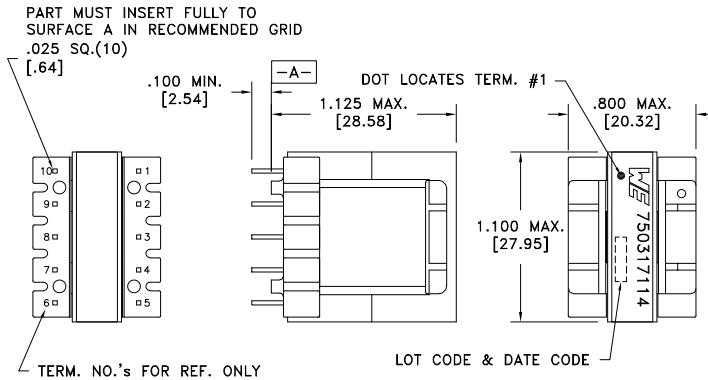 PART MUST INSERT FULLY TO
SURFACE A IN RECOMMENDED GRID
.025 SQ.(10)
[.64]
.100 MIN.
[2.54]
-A-
DOT LOCATES TERM. #1
1.125 MAX.
[28.58]
.800 MAX.
[20.32]
10
1
9
2
8
3
7
4
6
5
1.100 MAX.
[27.95]
WE 750317114
TERM. NO.'s FOR REF. ONLY
LOT CODE & DATE CODE